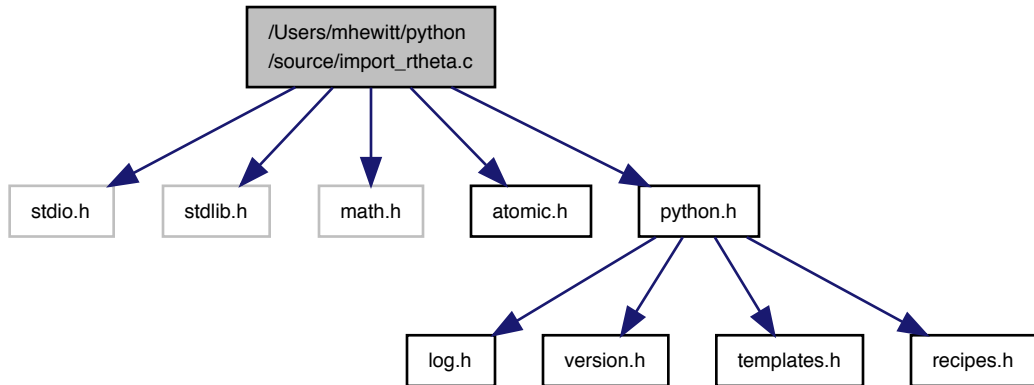 /Users/mhewitt/python
/source/import_rtheta.c
stdio.h
stdlib.h
math.h
atomic.h
python.h
log.h
version.h
templates.h
recipes.h